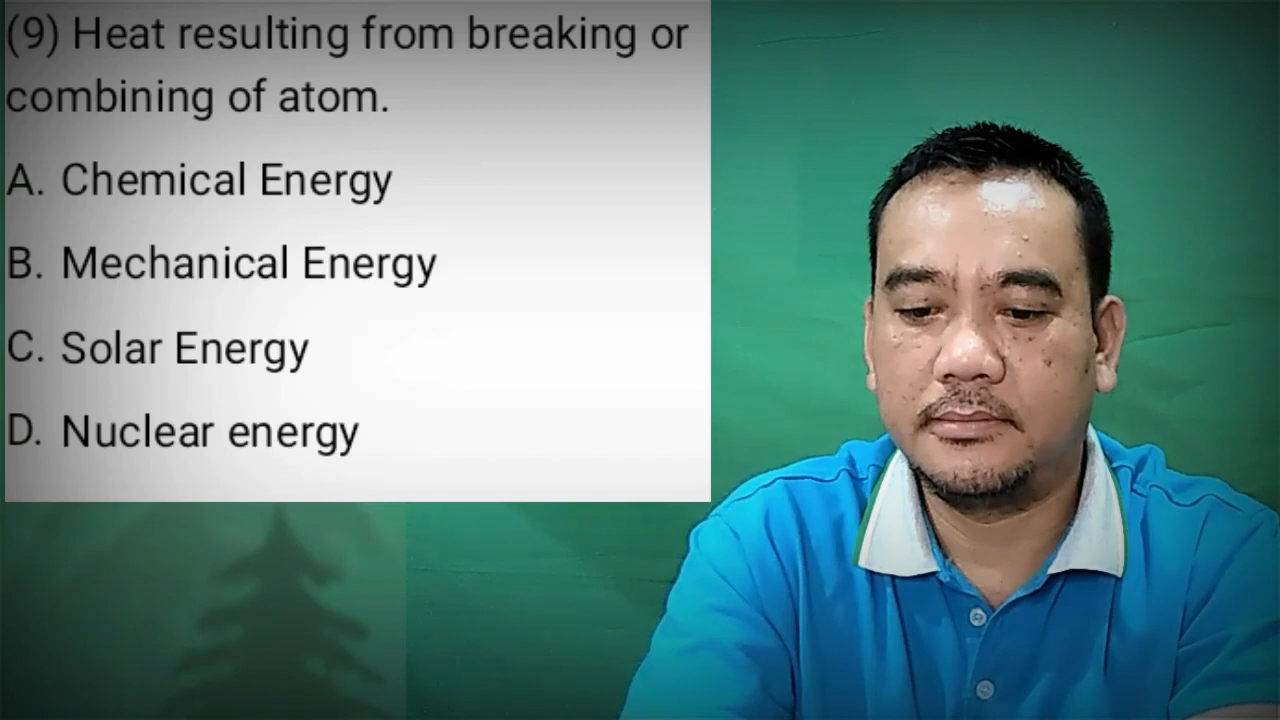 (9) Heat resulting from breaking or
combining of atom.
A. Chemical Energy
B. Mechanical Energy
C. Solar Energy
D. Nuclear energy